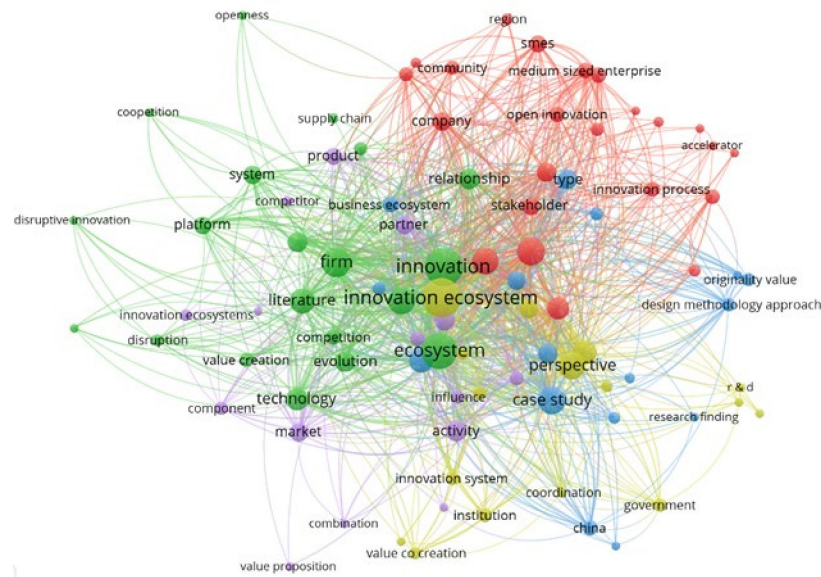 openness
region
smes
community
medium sized enterprise
coopetition
supply chain
company
open innovation
product
accelerator
system
relationship
type
competitor
innovation process
business ecosystem
stakeholder
disruptive innovation
platform
partner
firm
innovation
originality value
literature
innovation ecosystem
design methodology approach
innovation ecosystems
disruption
competition
ecosystem
value creation
evolution
perspective
r & d
technology
influence
case study
component
research finding
market
activity
innovation system
coordination
government
combination
institution
china
value co creation
value proposition